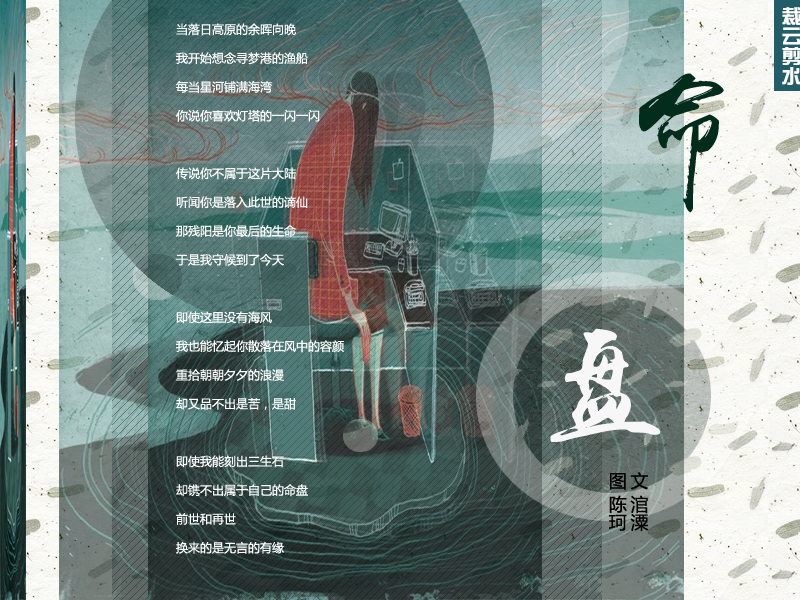 当落日高原的余晖向晚
我开始想念寻梦港的渔船
每当星河铺满海湾
你说你喜欢灯塔的一闪一闪
传说你不属于这片大陆
听闻你是落入此世的谪仙
那残阳是你最后的生命
于是我守候到了今天
即使这里没有海风
我也能忆起你散落在风中的容颜
重拾朝朝夕夕的浪漫
却又品不出是苦，是甜
即使我能刻出三生石
却镌不出属于自己的命盘
前世和再世
换来的是无言的有缘
裁云剪水
命
盘
文 涫澟
图 陈珂